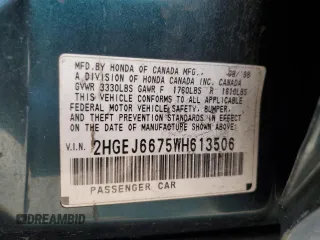 MFD.BY HONDA OF CANADA MFG., 08/98
A DIVISION OF HONDA CANADA INC. CANADA
GVWR 3330LBS GAWR F 1760LBS R 1610LBS
THIS VEHICLE CONFORMS TO ALL APPLICABLE
FEDERAL MOTOR VEHICLE SAFETY, BUMPER,
AND THEFT PREVENTION STANDARDS IN EFFECT
ON THE DATE OF MANUFACTURE SHOWN ABOVE.
V.I.N. 2HGEJ6675WH613506
PASSENGER CAR
DREAMBID